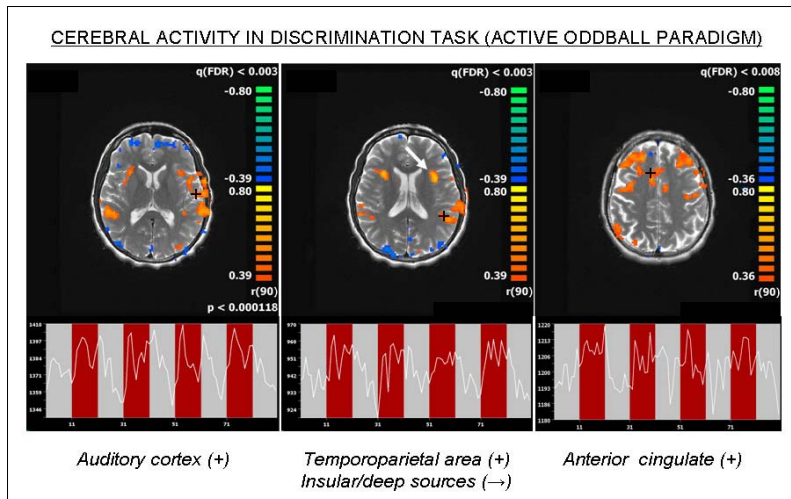 CEREBRAL ACTIVITY IN DISCRIMINATION TASK (ACTIVE ODDBALL PARADIGM)
q(FDR) < 0.003
-0.80
-0.39
0.80
0.39
r(90)
p < 0.000118
q(FDR) < 0.003
-0.80
-0.39
0.80
0.39
r(90)
q(FDR) < 0.008
-0.80
-0.36
0.80
0.36
r(90)
1410
1397
1384
1371
1359
1346
11 31 51 71
970
960
951
942
933
924
11 31 51 71
1220
1213
1206
1200
1193
1186
1180
11 31 51 71
Auditory cortex (+)
Temporoparietal area (+)
Insular/deep sources (→)
Anterior cingulate (+)